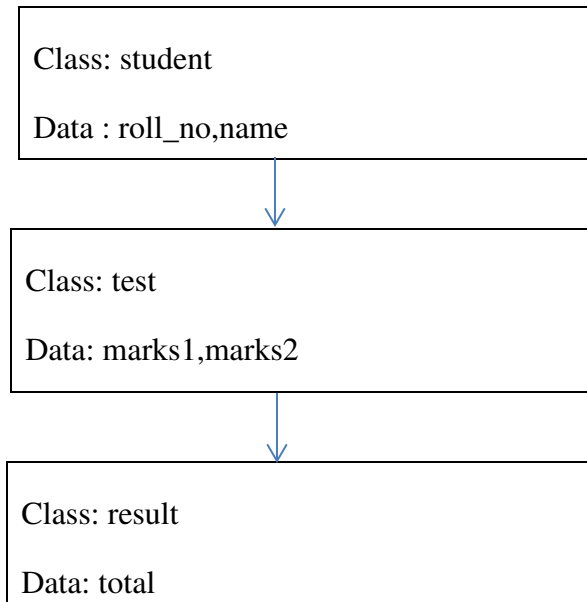 Class: student
Data : roll_no,name
Class: test
Data: marks1,marks2
Class: result
Data: total